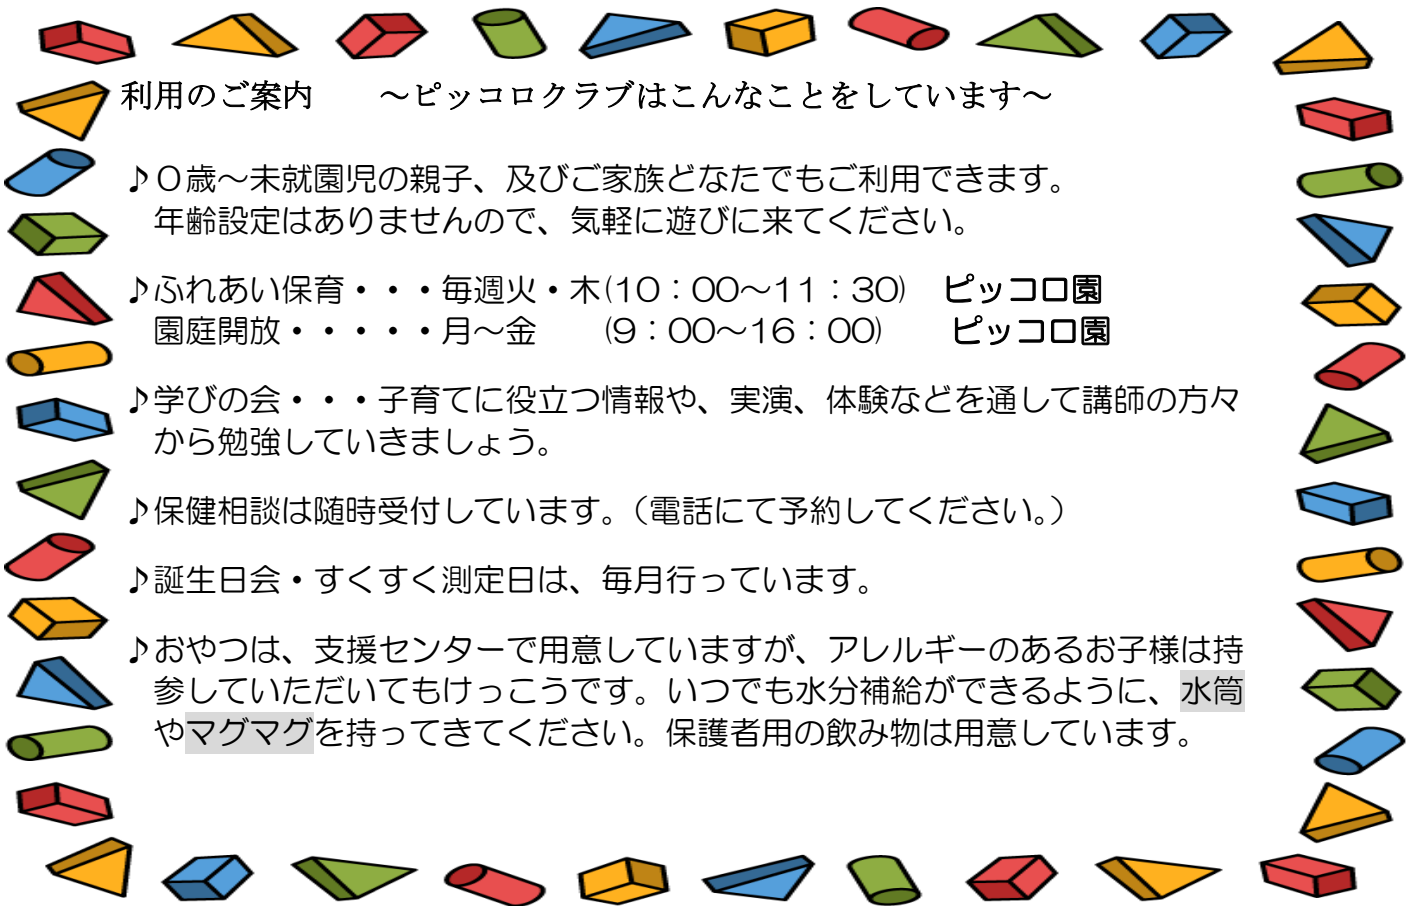 利用のご案内　　～ピッコロクラブはこんなことをしています～
♪０歳～未就園児の親子、及びご家族どなたでもご利用できます。
年齢設定はありませんので、気軽に遊びに来てください。
♪ふれあい保育・・・毎週火・木(10：00～11：30)　ピッコロ園
園庭開放・・・・・月～金　　(9：00～16：00)　　ピッコロ園
♪学びの会・・・子育てに役立つ情報や、実演、体験などを通して講師の方々
から勉強していきましょう。
♪保健相談は随時受付しています。（電話にて予約してください。）
♪誕生日会・すくすく測定日は、毎月行っています。
♪おやつは、支援センターで用意していますが、アレルギーのあるお子様は持
参していただいてもけっこうです。いつでも水分補給ができるように、水筒
やマグマグを持ってきてください。保護者用の飲み物は用意しています。